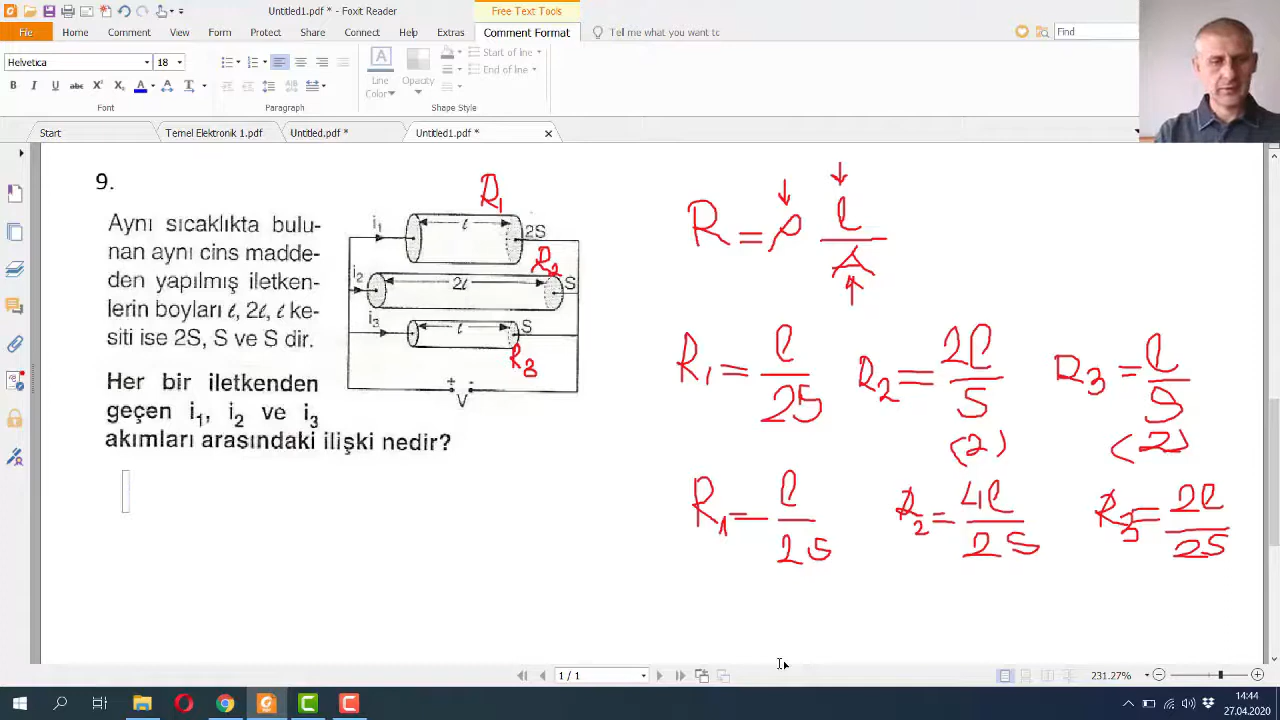 Untitled1.pdf * - Foxit Reader
Free Text Tools
File Home Comment View Form Protect Share Connect Help Extras Comment Format Tell me what you want to Find
Helvetica 18
Start of line
End of line
Line Color
Opacity
Font Paragraph Shape Style
Start Temel Elektronik 1.pdf Untitled.pdf * Untitled1.pdf *
9.
Aynı sıcaklıkta bulu-
nan aynı cins madde-
den yapılmış iletken-
lerin boyları ℓ, 2ℓ, ℓ ke-
siti ise 2S, S ve S dir.
Her bir iletkenden
geçen i₁, i₂ ve i₃
akımları arasındaki ilişki nedir?
R₁
i₁ ℓ 2S
R₂
i₂ 2ℓ S
i₃ ℓ S
R₃
+ -
V
R = ρ ℓ/A
R₁ = ℓ/2S R₂ = 2ℓ/S R₃ = ℓ/S
(2) (2)
R₁ = ℓ/2S R₂ = 4ℓ/2S R₃ = 2ℓ/2S
1 / 1
231.27%
14:44
27.04.2020